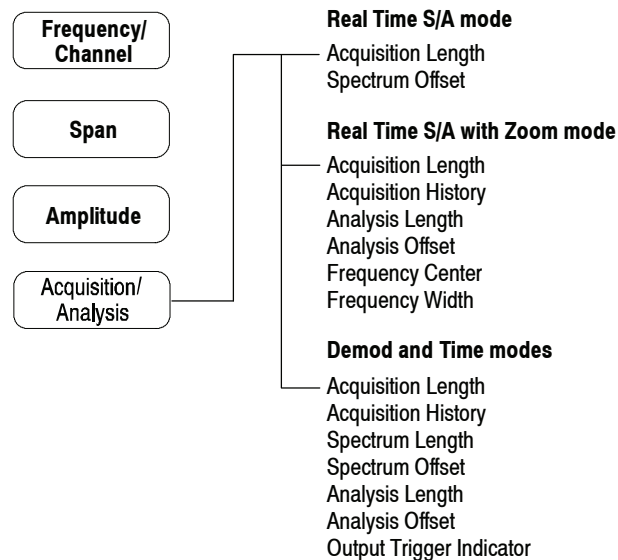 Frequency/
Channel
Span
Amplitude
Acquisition/
Analysis
Real Time S/A mode
Acquisition Length
Spectrum Offset
Real Time S/A with Zoom mode
Acquisition Length
Acquisition History
Analysis Length
Analysis Offset
Frequency Center
Frequency Width
Demod and Time modes
Acquisition Length
Acquisition History
Spectrum Length
Spectrum Offset
Analysis Length
Analysis Offset
Output Trigger Indicator